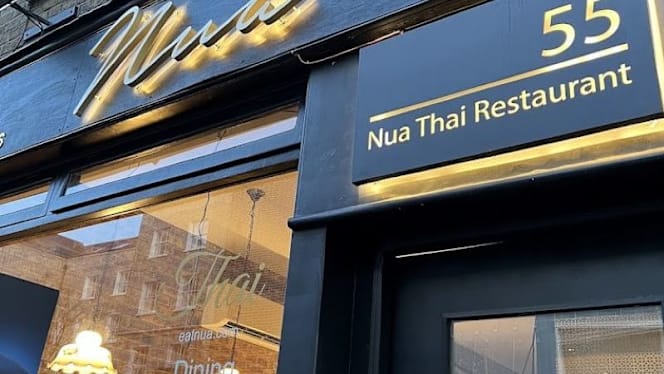 Nua
55
Nua Thai Restaurant
Thai
eatnua.com
Dining